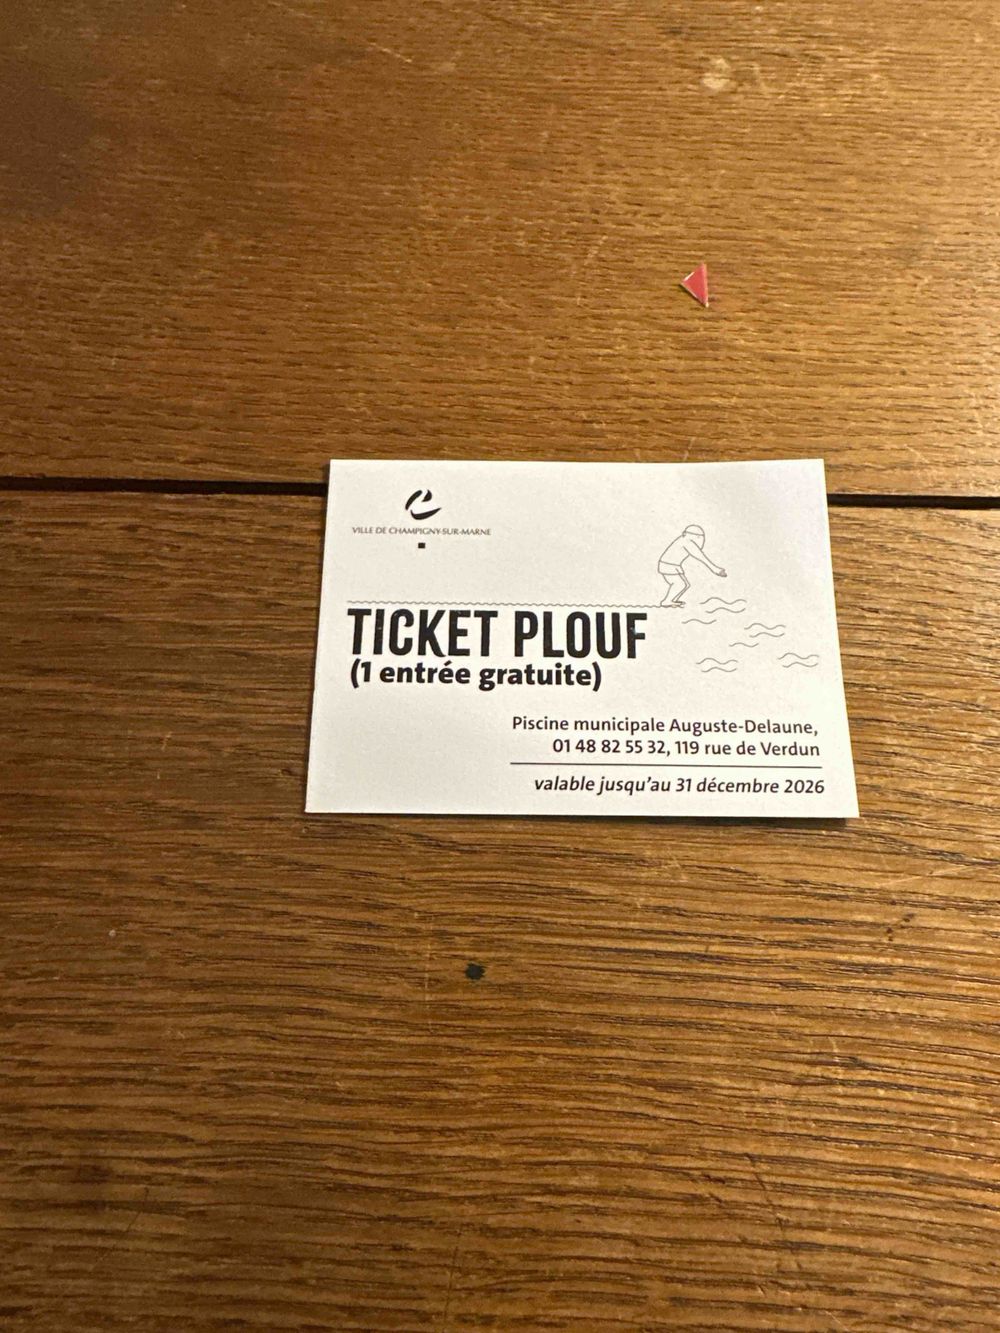 VILLE DE CHAMPIGNY-SUR-MARNE
TICKET PLOUF
(1 entrée gratuite)
Piscine municipale Auguste-Delaune,
01 48 82 55 32, 119 rue de Verdun
valable jusqu'au 31 décembre 2026